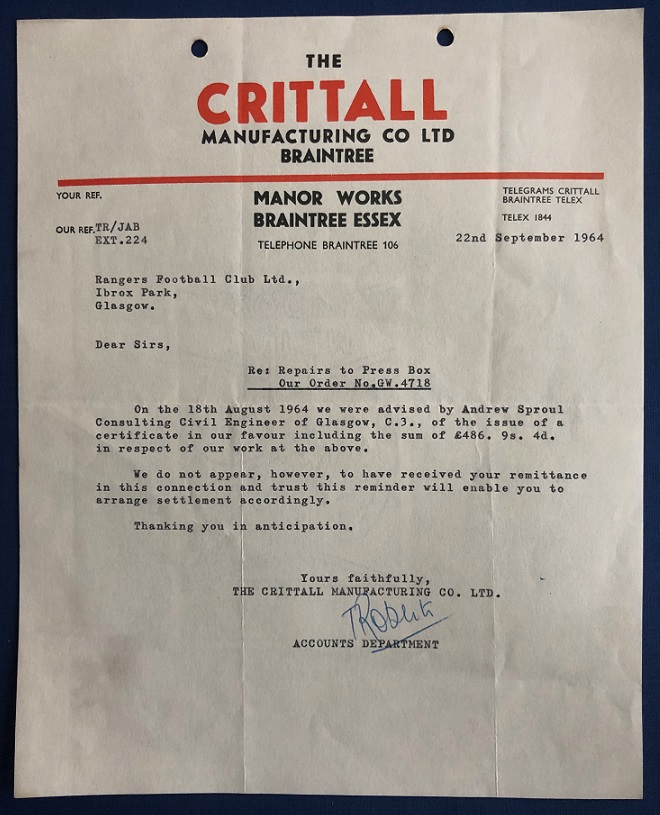 THE
CRITTALL
MANUFACTURING CO LTD
BRAINTREE
YOUR REF.
MANOR WORKS
BRAINTREE ESSEX
TELEPHONE BRAINTREE 106
TELEGRAMS CRITTALL
BRAINTREE TELEX
TELEX 1844
OUR REF. TR/JAB
EXT.224
22nd September 1964
Rangers Football Club Ltd.,
Ibrox Park,
Glasgow.
Dear Sirs,
Re: Repairs to Press Box
Our Order No.GW.4718
On the 18th August 1964 we were advised by Andrew Sproul
Consulting Civil Engineer of Glasgow, C.3., of the issue of a
certificate in our favour including the sum of £486. 9s. 4d.
in respect of our work at the above.
We do not appear, however, to have received your remittance
in this connection and trust this reminder will enable you to
arrange settlement accordingly.
Thanking you in anticipation.
Yours faithfully,
THE CRITTALL MANUFACTURING CO. LTD.
ACCOUNTS DEPARTMENT